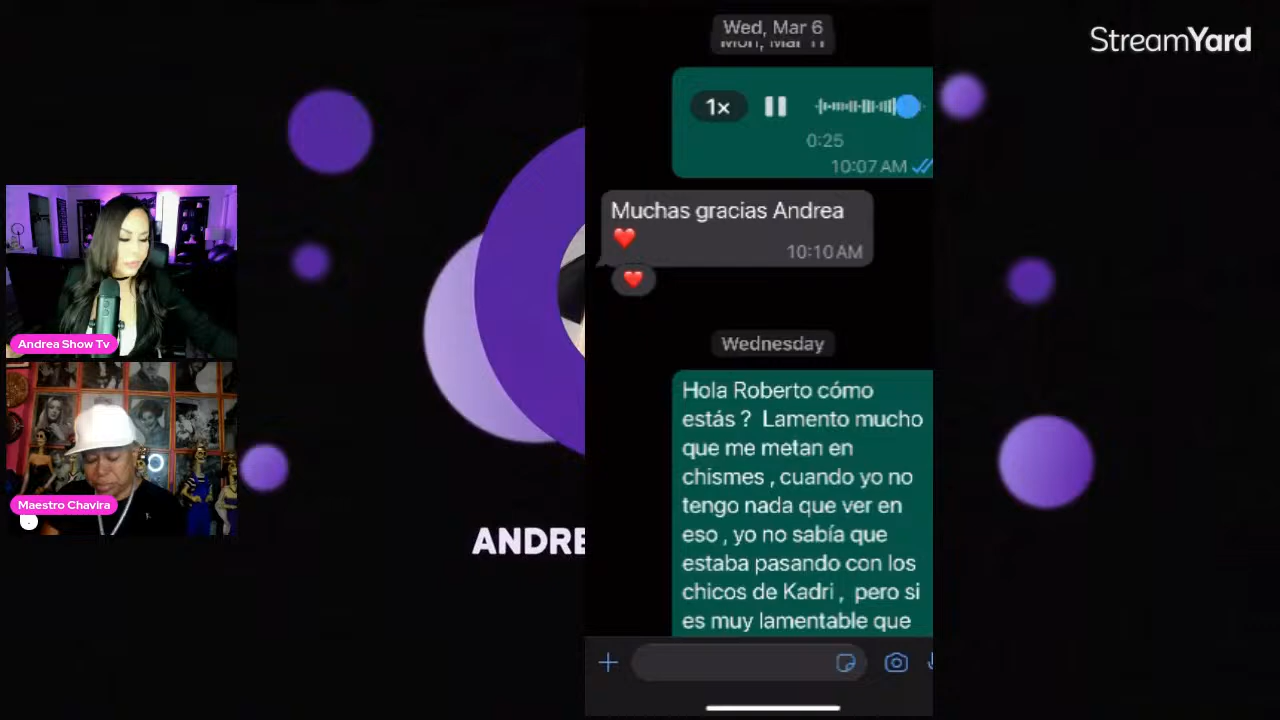 StreamYard
Wed, Mar 6
Mon, Mar 11
1x
0:25
10:07 AM
Muchas gracias Andrea
❤️
10:10 AM
❤️
Wednesday
Hola Roberto cómo
estás ? Lamento mucho
que me metan en
chismes , cuando yo no
tengo nada que ver en
eso , yo no sabía que
estaba pasando con los
chicos de Kadri , pero si
es muy lamentable que
Andrea Show Tv
Maestro Chavira
ANDRE